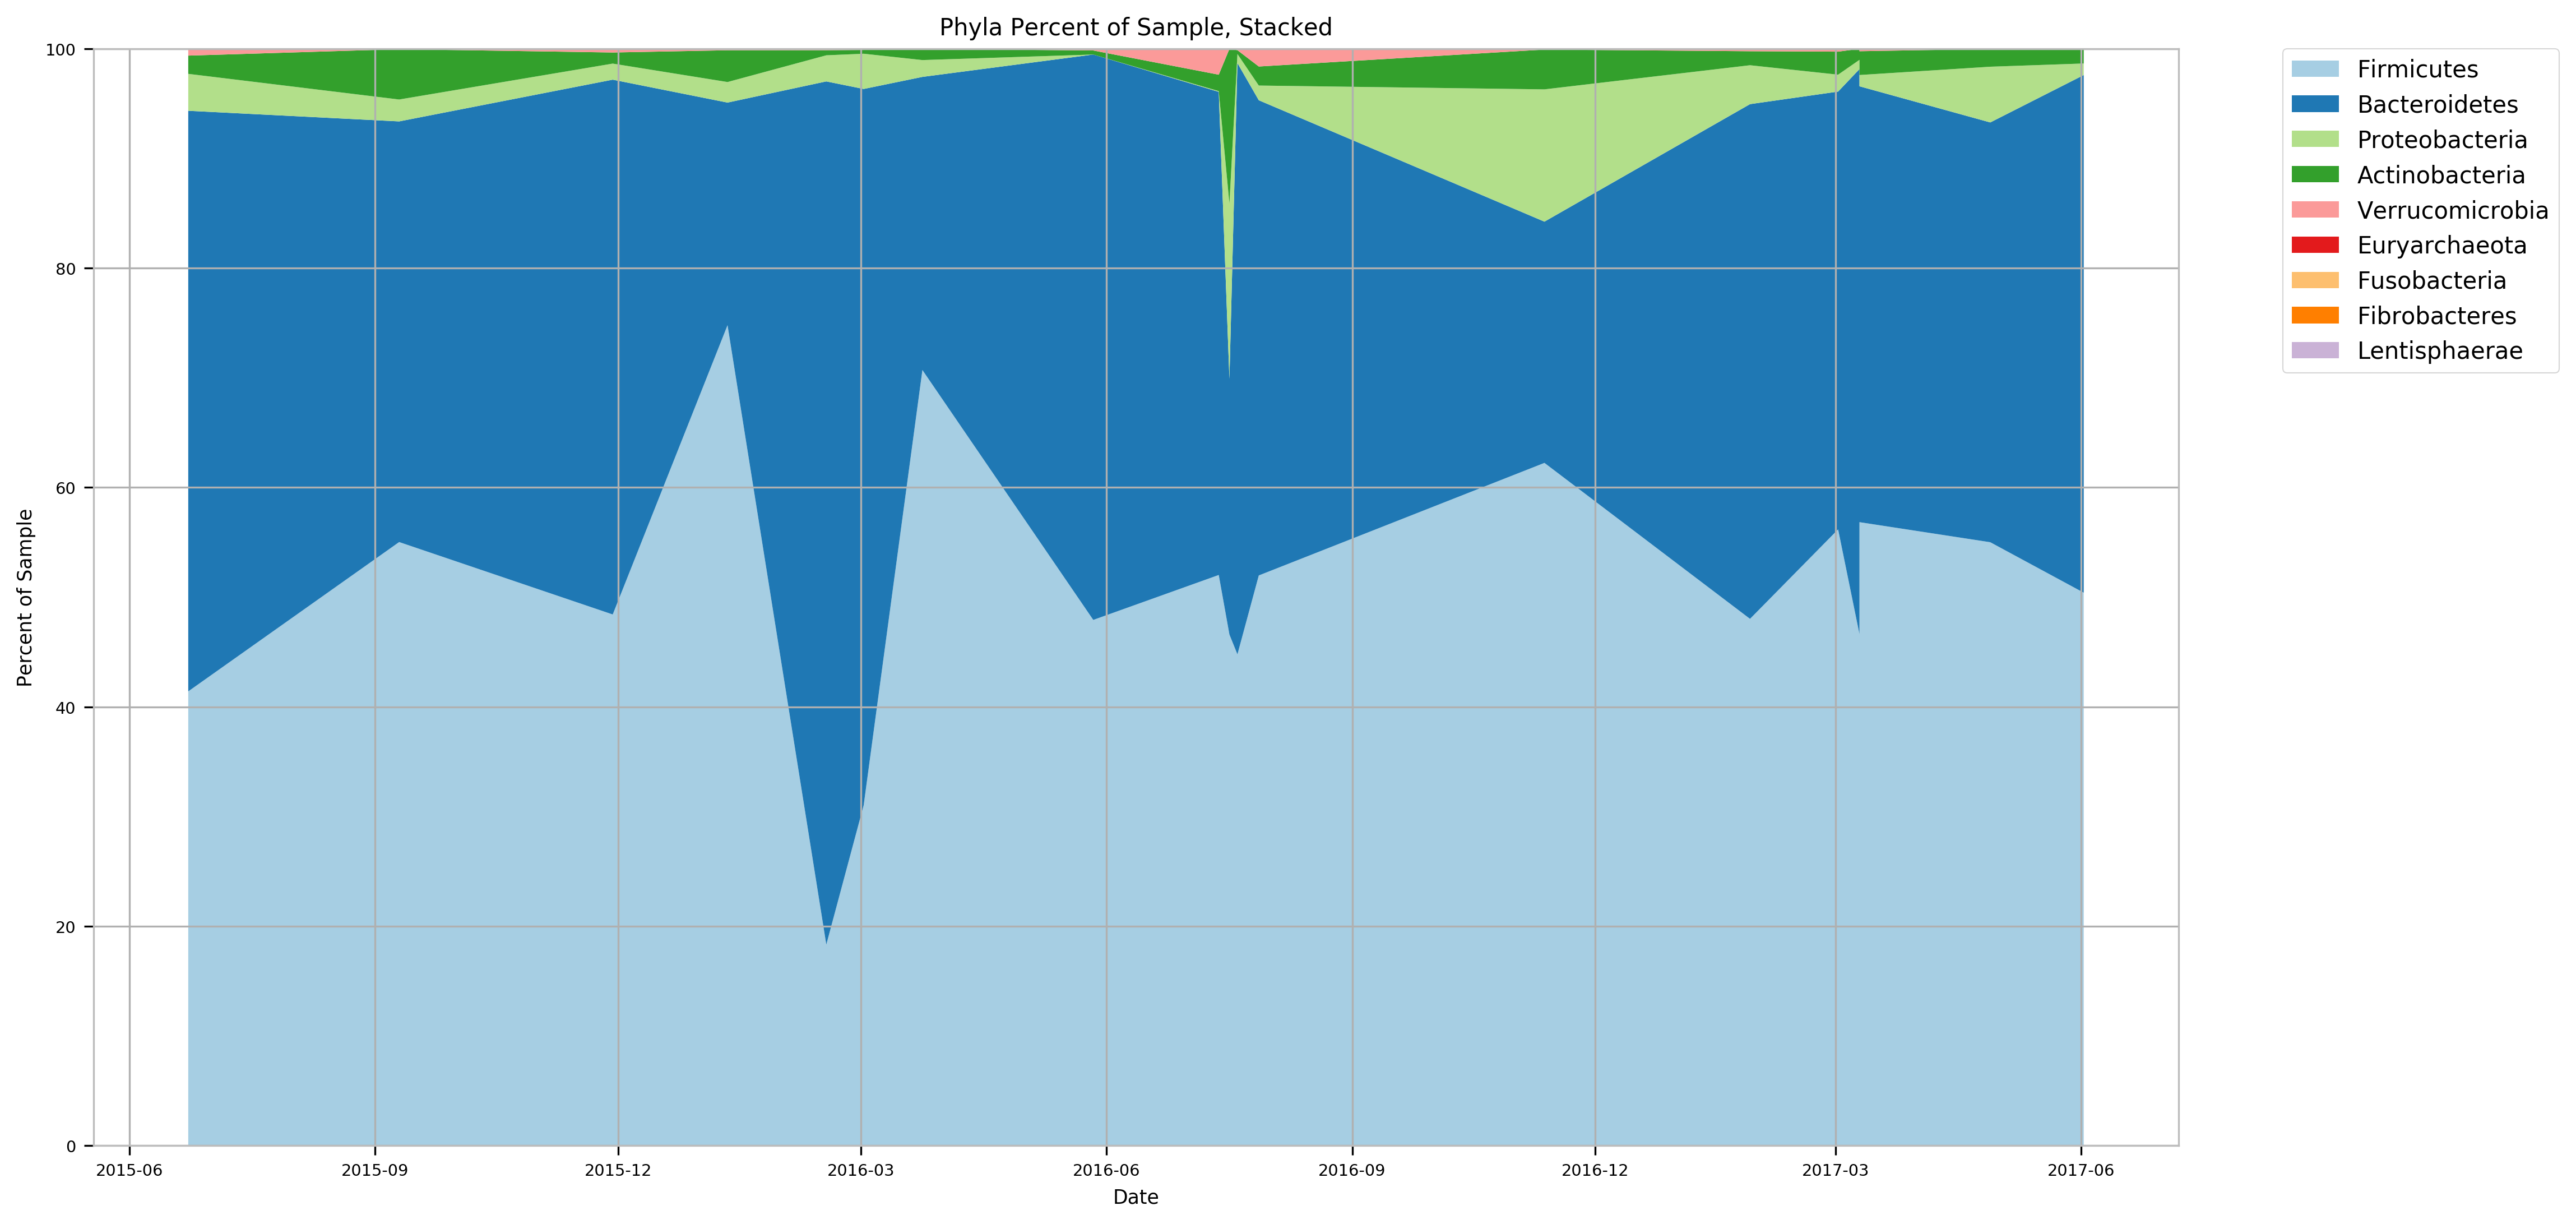 Phyla Percent of Sample, Stacked
100
80
60
40
20
0
Percent of Sample
2015-06
2015-09
2015-12
2016-03
2016-06
2016-09
2016-12
2017-03
2017-06
Date
Firmicutes
Bacteroidetes
Proteobacteria
Actinobacteria
Verrucomicrobia
Euryarchaeota
Fusobacteria
Fibrobacteres
Lentisphaerae